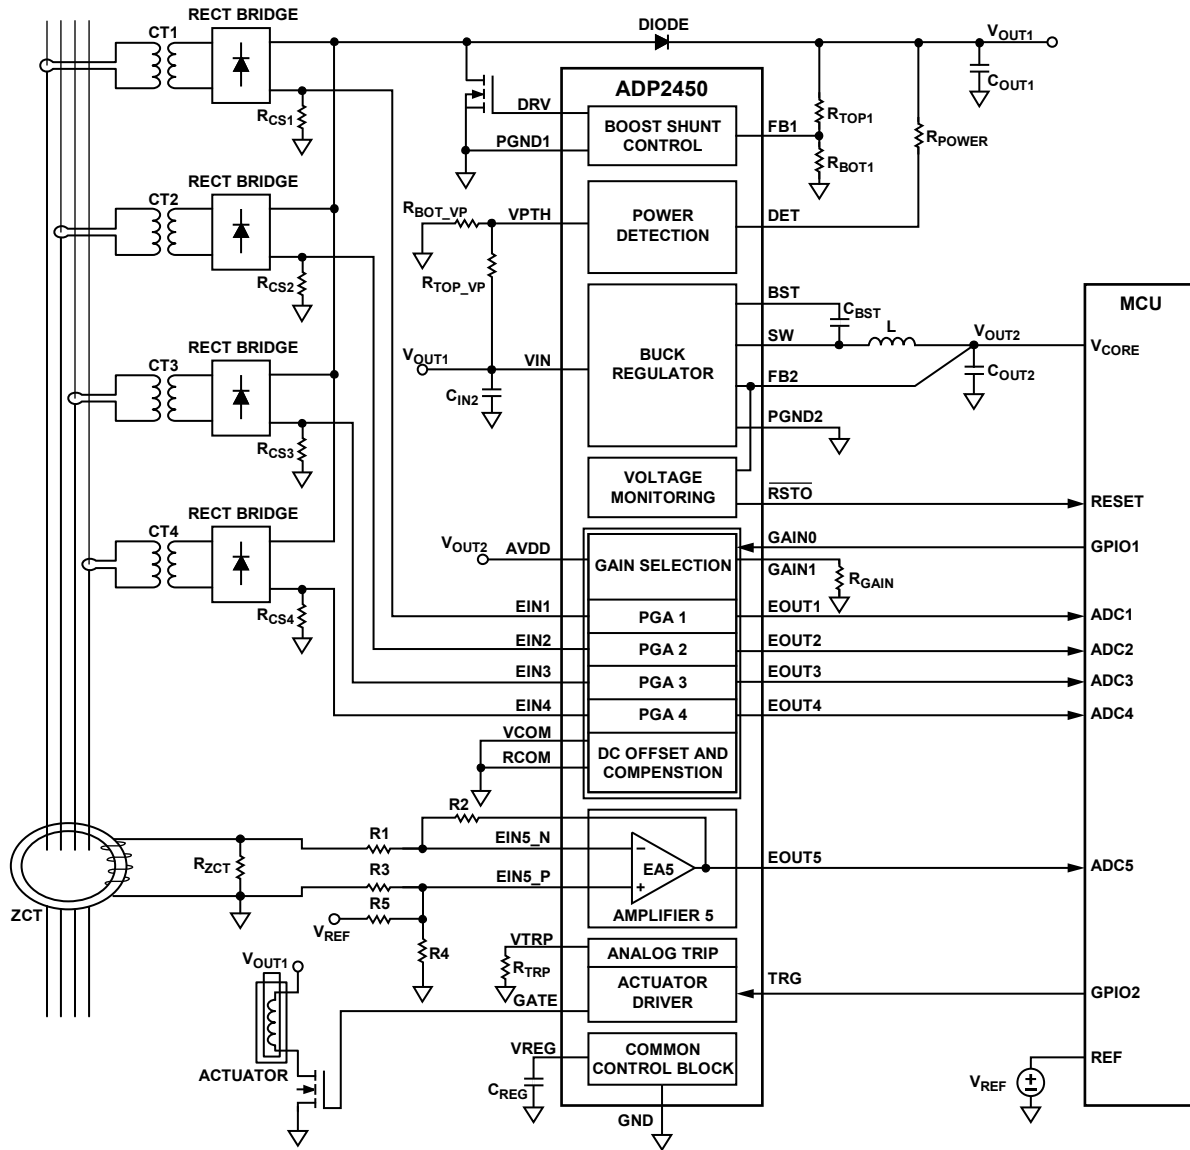 RECT BRIDGE
CT1
RCS1
DIODE
VOUT1
COUT1
ADP2450
DRV
BOOST SHUNT
CONTROL
FB1
RTOP1
RPOWER
PGND1
RBOT1
RECT BRIDGE
CT2
RCS2
RBOT_VP
VPTH
POWER
DETECTION
DET
RTOP_VP
BST
CBST
MCU
SW
L
VOUT2
VCORE
RECT BRIDGE
CT3
RCS3
VOUT1
VIN
BUCK
REGULATOR
FB2
COUT2
CIN2
PGND2
VOLTAGE
MONITORING
RSTO
RESET
RECT BRIDGE
CT4
RCS4
VOUT2
AVDD
GAIN SELECTION
GAIN0
GPIO1
GAIN1
RGAIN
EIN1
PGA 1
EOUT1
ADC1
EIN2
PGA 2
EOUT2
ADC2
EIN3
PGA 3
EOUT3
ADC3
EIN4
PGA 4
EOUT4
ADC4
VCOM
RCOM
DC OFFSET AND
COMPENSTION
R2
R1
EIN5_N
−
RZCT
EA5
EOUT5
ADC5
R3
EIN5_P
+
R5
ZCT
VREF
AMPLIFIER 5
R4
VTRP
ANALOG TRIP
VOUT1
RTRP
ACTUATOR
DRIVER
TRG
GPIO2
GATE
ACTUATOR
VREG
COMMON
CONTROL BLOCK
REF
CREG
VREF
+
−
GND